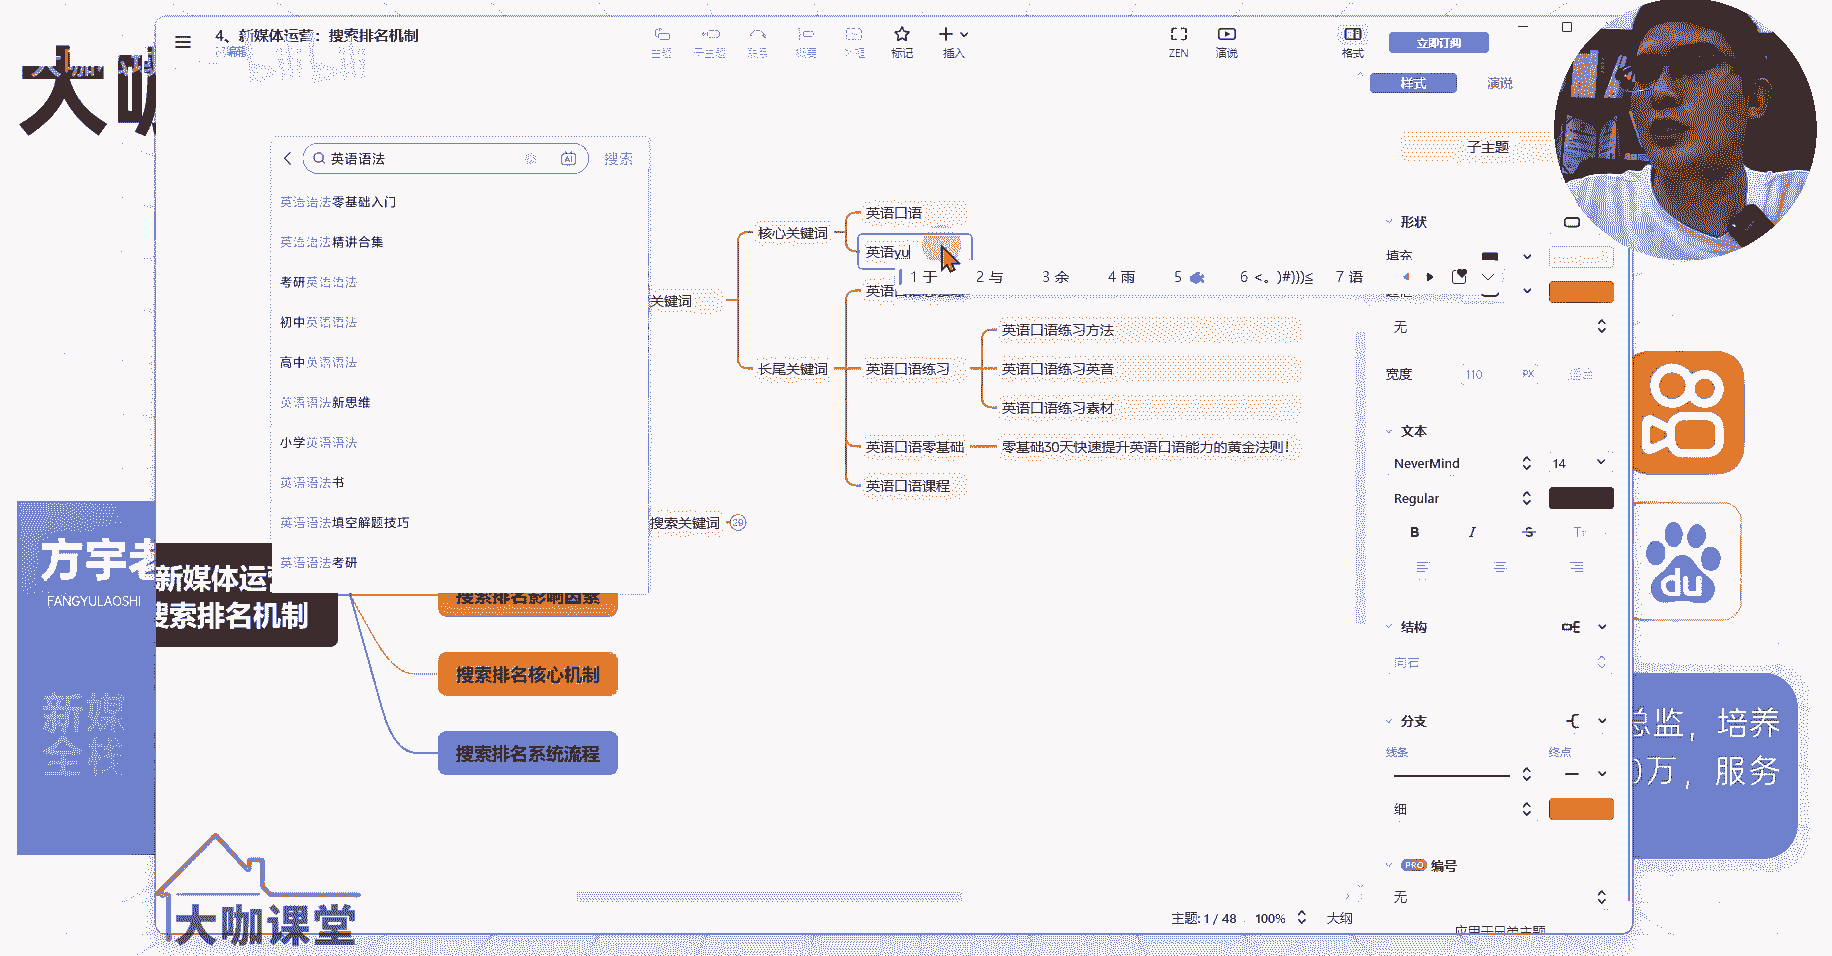 4、新媒体运营：搜索排名机制
标记
插入
ZEN
演说
格式
立即订阅
样式
演说
子主题
英语语法
AI
搜索
英语语法零基础入门
英语语法精讲合集
考研英语语法
初中英语语法
高中英语语法
英语语法新思维
小学英语语法
英语语法书
英语语法填空解题技巧
英语语法考研
关键词
核心关键词
英语口语
英语yu
1 于 2 与 3 余 4 雨 5 6 <。)#)))≦ 7 语
长尾关键词
英语口语练习
英语口语练习方法
英语口语练习英音
英语口语练习素材
英语口语零基础
零基础30天快速提升英语口语能力的黄金法则！
英语口语课程
搜索关键词
新媒体运营
搜索排名机制
搜索排名影响因素
搜索排名核心机制
搜索排名系统流程
形状
填充
无
宽度
110
PX
文本
NeverMind
14
Regular
B I S
结构
向右
分支
线条
终点
细
PRO 编号
无
主题: 1 / 48
100%
大纲
大咖
方宇老
FANGYULAOSHI
新媒
全栈
大咖课堂
du
总监，培养
0万，服务